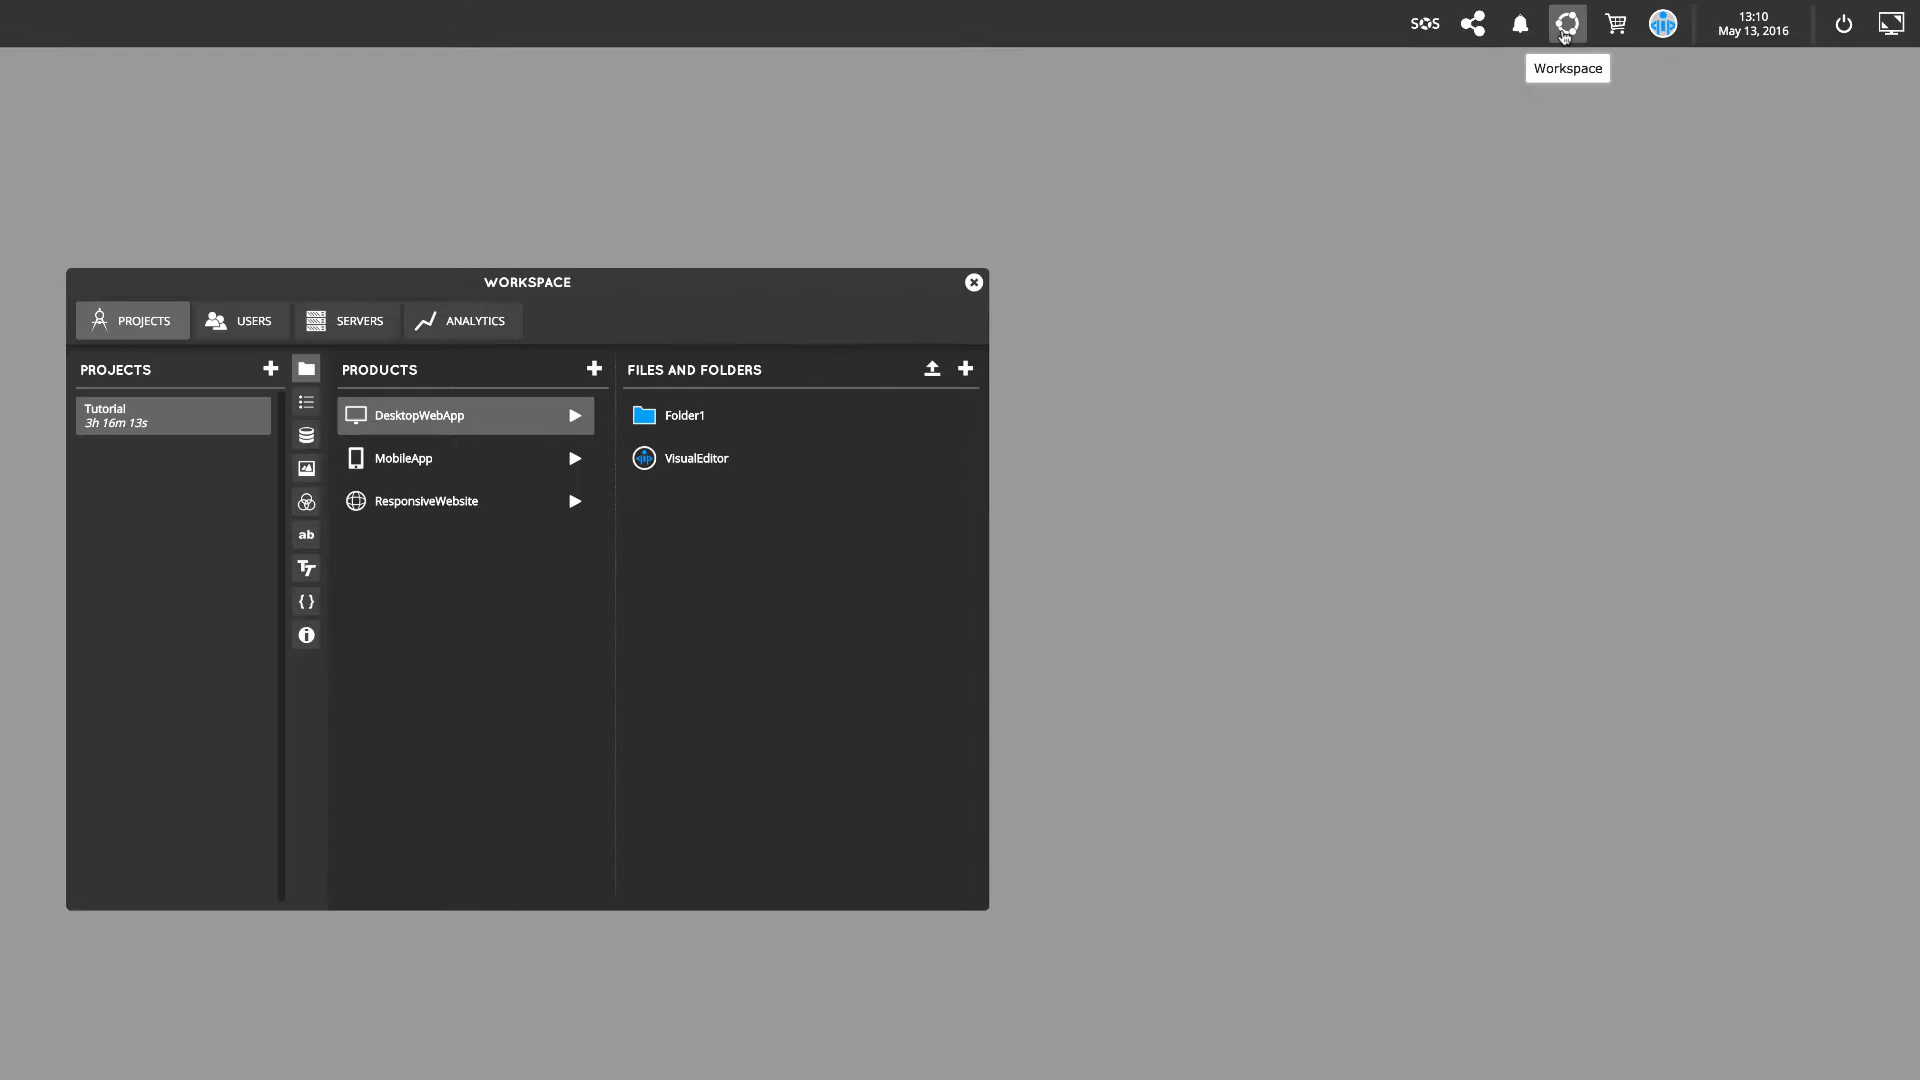 SOS
13:10
May 13, 2016
Workspace
WORKSPACE
PROJECTS
USERS
SERVERS
ANALYTICS
PROJECTS
PRODUCTS
FILES AND FOLDERS
Tutorial
3h 16m 13s
DesktopWebApp
Folder1
MobileApp
VisualEditor
ResponsiveWebsite
ab
TT
{ }
i